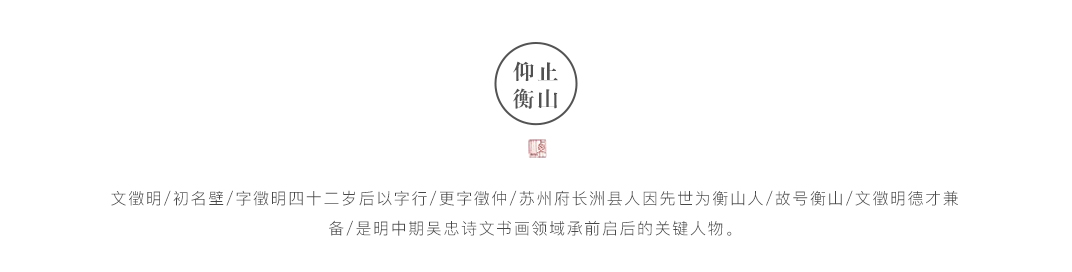 仰止
衡山
文徵明/初名壁/字徵明四十二岁后以字行/更字徵仲/苏州府长洲县人因先世为衡山人/故号衡山/文徵明德才兼
备/是明中期吴忠诗文书画领域承前启后的关键人物。